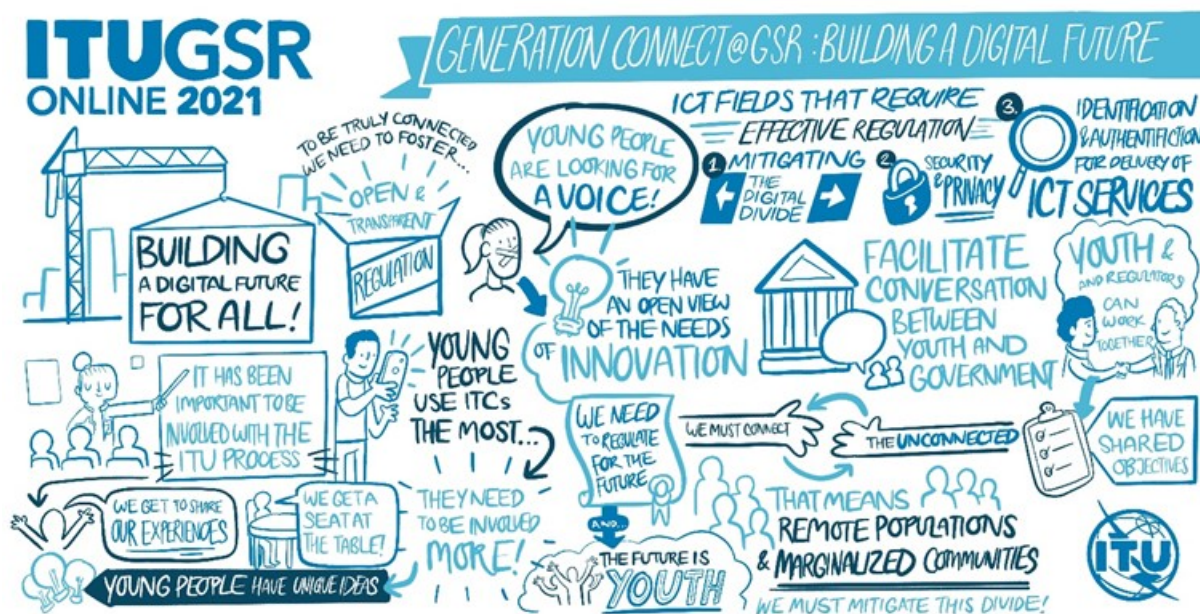 ITUGSR
ONLINE 2021
GENERATION CONNECT@GSR: BUILDING A DIGITAL FUTURE
BUILDING
A DIGITAL FUTURE
FOR ALL!
TO BE TRULY CONNECTED
WE NEED TO FOSTER...
OPEN &
TRANSPARENT
REGULATION
YOUNG PEOPLE
ARE LOOKING FOR
A VOICE!
ICT FIELDS THAT REQUIRE
EFFECTIVE REGULATION
1. MITIGATING
THE
DIGITAL
DIVIDE
2. SECURITY
& PRIVACY
3. IDENTIFICATION
& AUTHENTIFICTION
FOR DELIVERY OF
ICT SERVICES
THEY HAVE
AN OPEN VIEW
OF THE NEEDS
OF INNOVATION
FACILITATE
CONVERSATION
BETWEEN
YOUTH AND
GOVERNMENT
YOUTH &
AND REGULATORS
CAN
WORK
TOGETHER
IT HAS BEEN
IMPORTANT TO BE
INVOLVED WITH THE
ITU PROCESS
YOUNG
PEOPLE
USE ITCs
THE MOST...
WE NEED
TO REGULATE
FOR THE
FUTURE
WE MUST CONNECT
THE UNCONNECTED
WE HAVE
SHARED
OBJECTIVES
WE GET TO SHARE
OUR EXPERIENCES
WE GET A
SEAT AT
THE TABLE!
THEY NEED
TO BE INVOLVED
MORE!
AND...
THE FUTURE IS
YOUTH
THAT MEANS
REMOTE POPULATIONS
& MARGINALIZED COMMUNITIES
WE MUST MITIGATE THIS DIVIDE!
YOUNG PEOPLE HAVE UNIQUE IDEAS
ITU